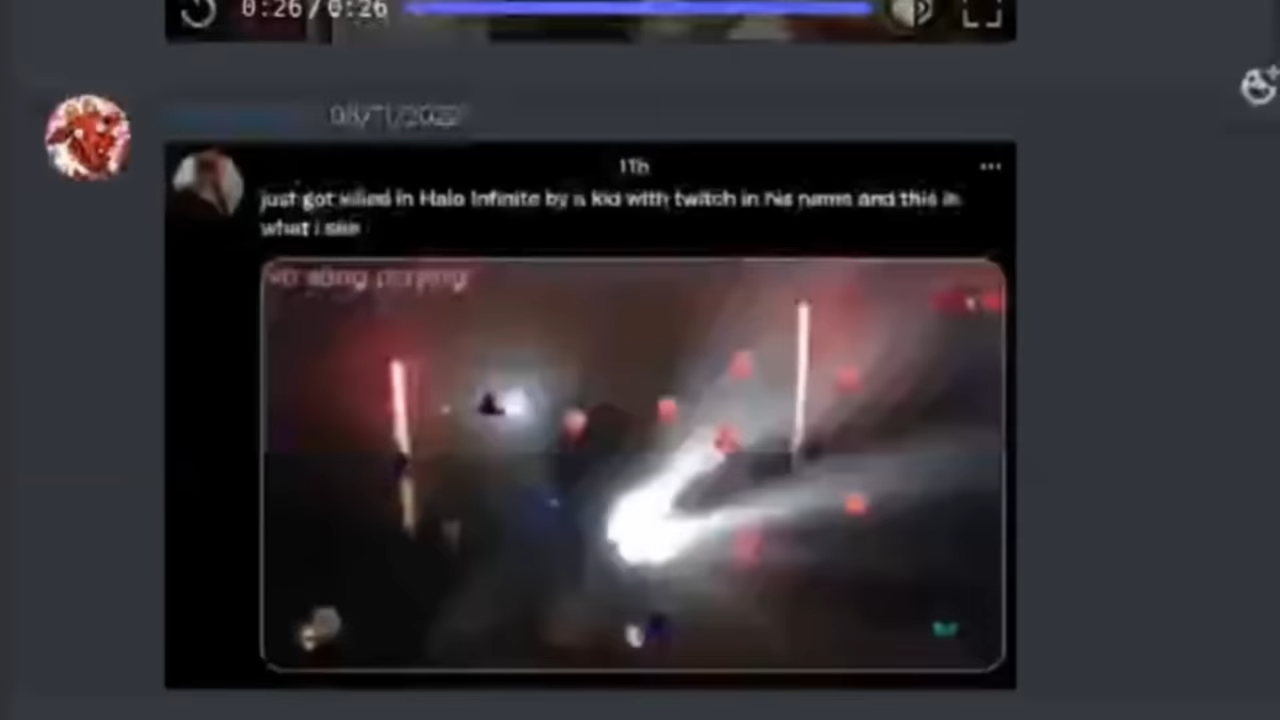 0:26/0:26
11h
just got killed in Halo Infinite by a kid with twitch in his name and this is
what i see